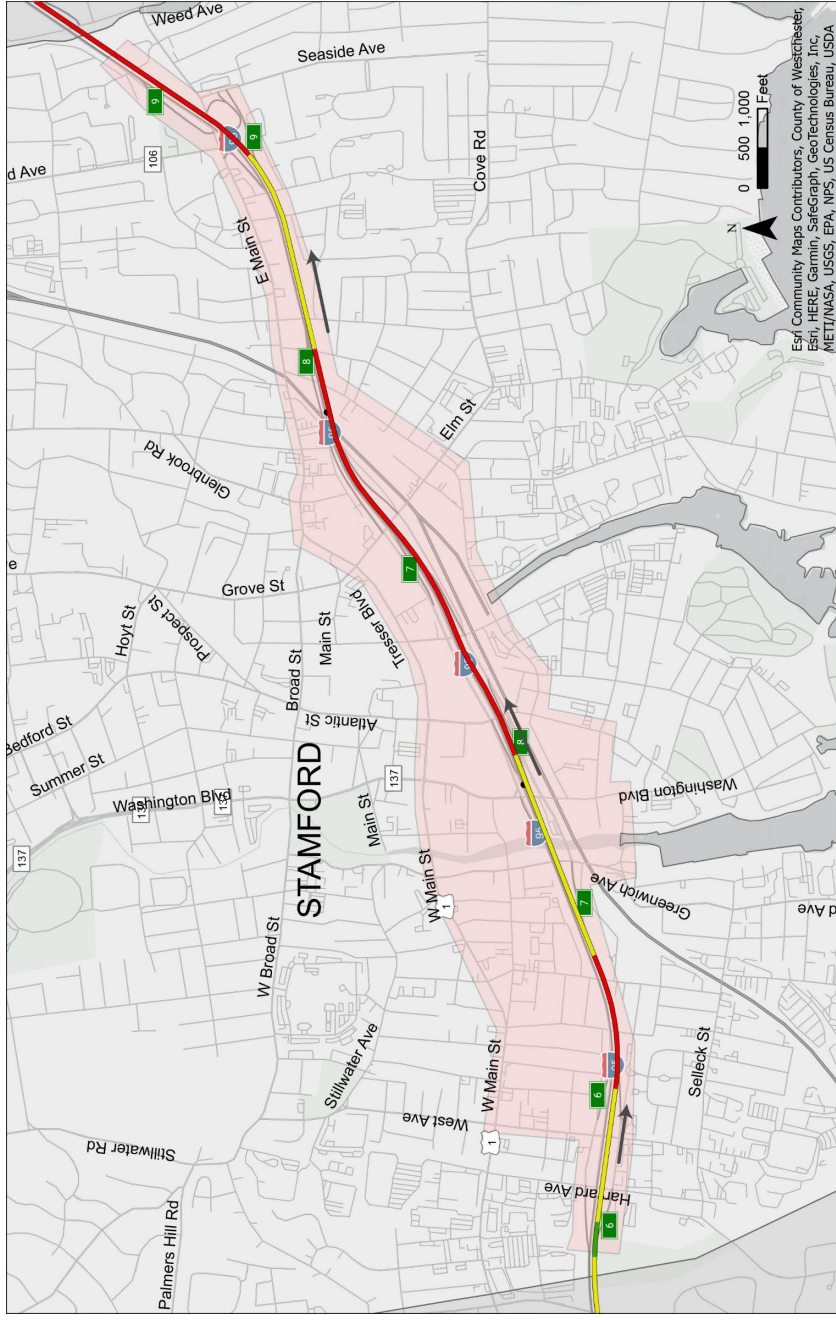 Weed Ave
Seaside Ave
9
9
106
d Ave
Cove Rd
E Main St
8
Glenbrook Rd
Elm St
7
e
Grove St
Hoyt St
Prospect St
Main St
Tresser Blvd
Broad St
Atlantic St
8
Bedford St
Summer St
Washington Blvd
137
137
STAMFORD
Main St
Washington Blvd
95
137
W Main St
1
7
Greenwich Ave
d Ave
W Broad St
Stillwater Ave
W Main St
Selleck St
6
West Ave
1
Stillwater Rd
Harvard Ave
6
Palmers Hill Rd
N
0 500 1,000
Feet
Esri Community Maps Contributors, County of Westchester,
Esri, HERE, Garmin, SafeGraph, GeoTechnologies, Inc,
METI/NASA, USGS, EPA, NPS, US Census Bureau, USDA